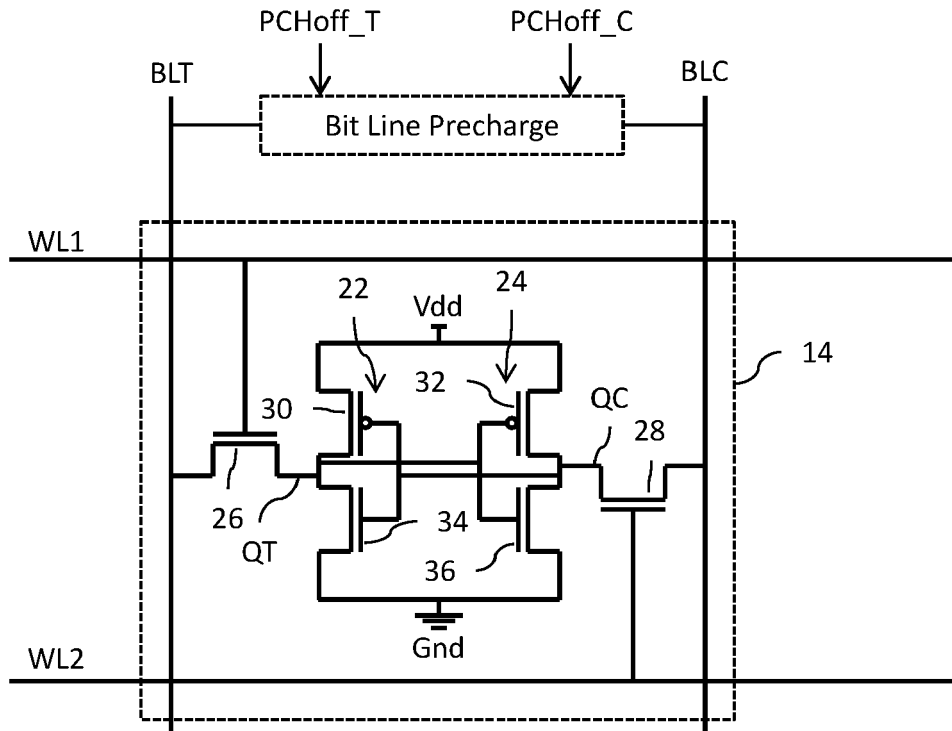 PCHoff_T
PCHoff_C
BLT
BLC
Bit Line Precharge
WL1
22
24
Vdd
14
30
32
QC
28
26
QT
34
36
Gnd
WL2